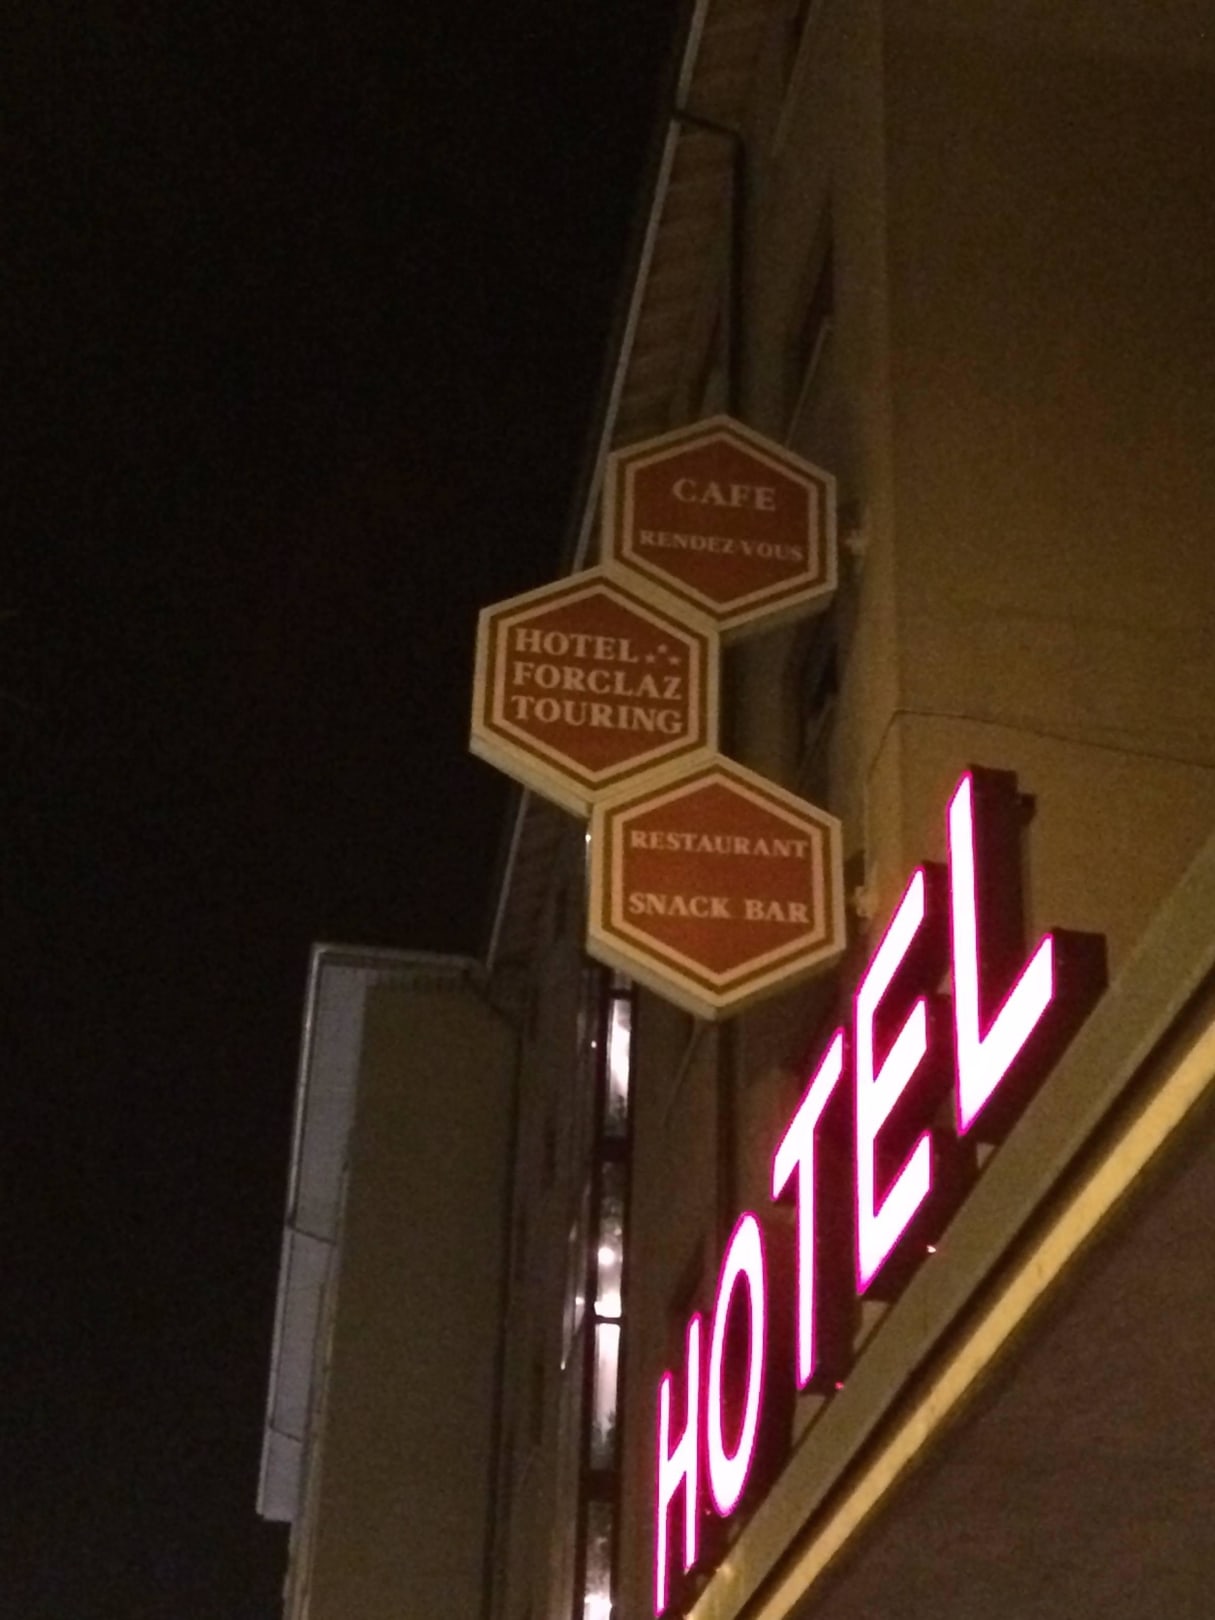 CAFE
RENDEZ-VOUS
HOTEL
FORCLAZ
TOURING
RESTAURANT
SNACK BAR
HOTEL